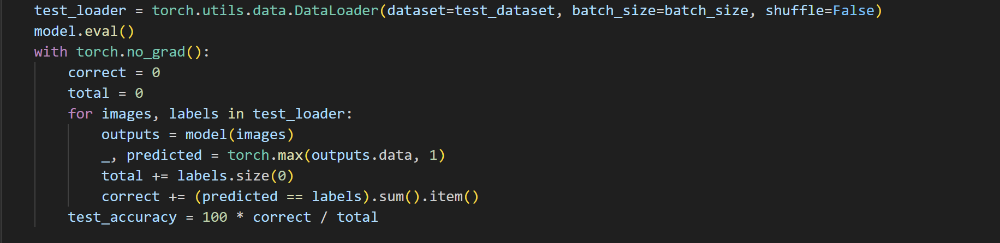 test_loader = torch.utils.data.DataLoader(dataset=test_dataset, batch_size=batch_size, shuffle=False)
model.eval()
with torch.no_grad():
    correct = 0
    total = 0
    for images, labels in test_loader:
        outputs = model(images)
        _, predicted = torch.max(outputs.data, 1)
        total += labels.size(0)
        correct += (predicted == labels).sum().item()
    test_accuracy = 100 * correct / total